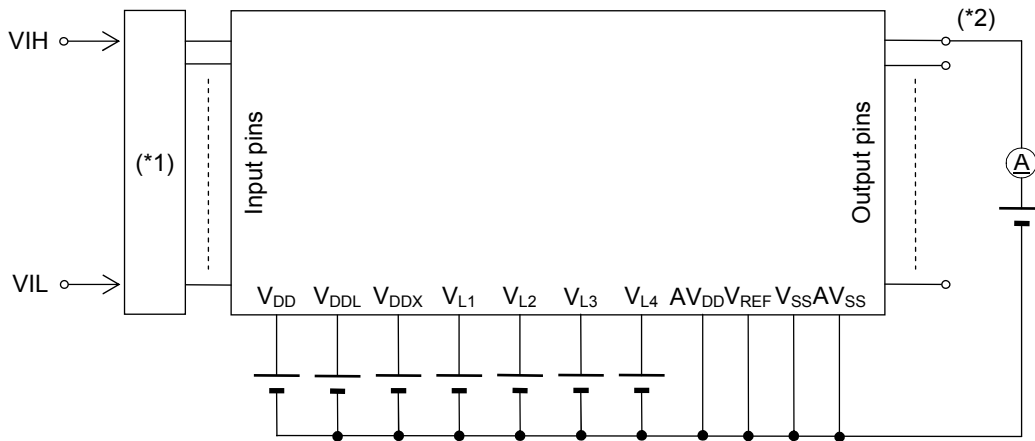 VIH
(*1)
VIL
Input pins
Output pins
(*2)
A
VDD VDDL VDDX VL1 VL2 VL3 VL4 AVDD VREF VSS AVSS